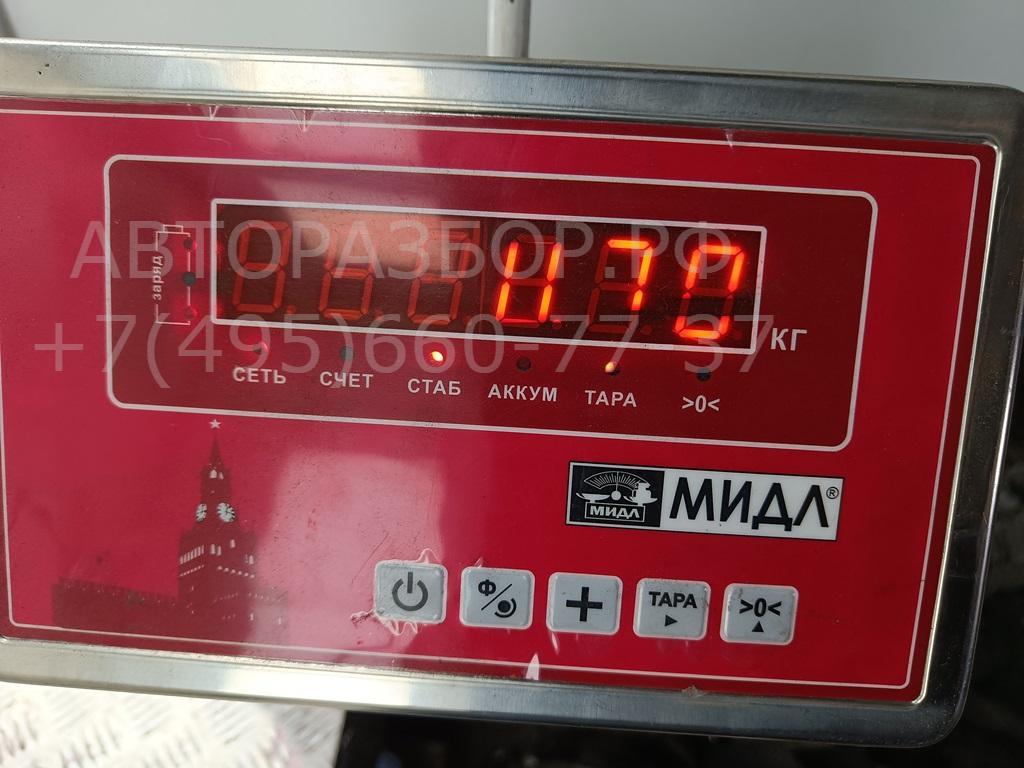 АВТОРАЗБОР.РФ
+7(495)660-77-37
заряд
КГ
СЕТЬ СЧЕТ СТАБ АККУМ ТАРА >0<
МИДЛ МИДЛ®
Ф/ + ТАРА >0<